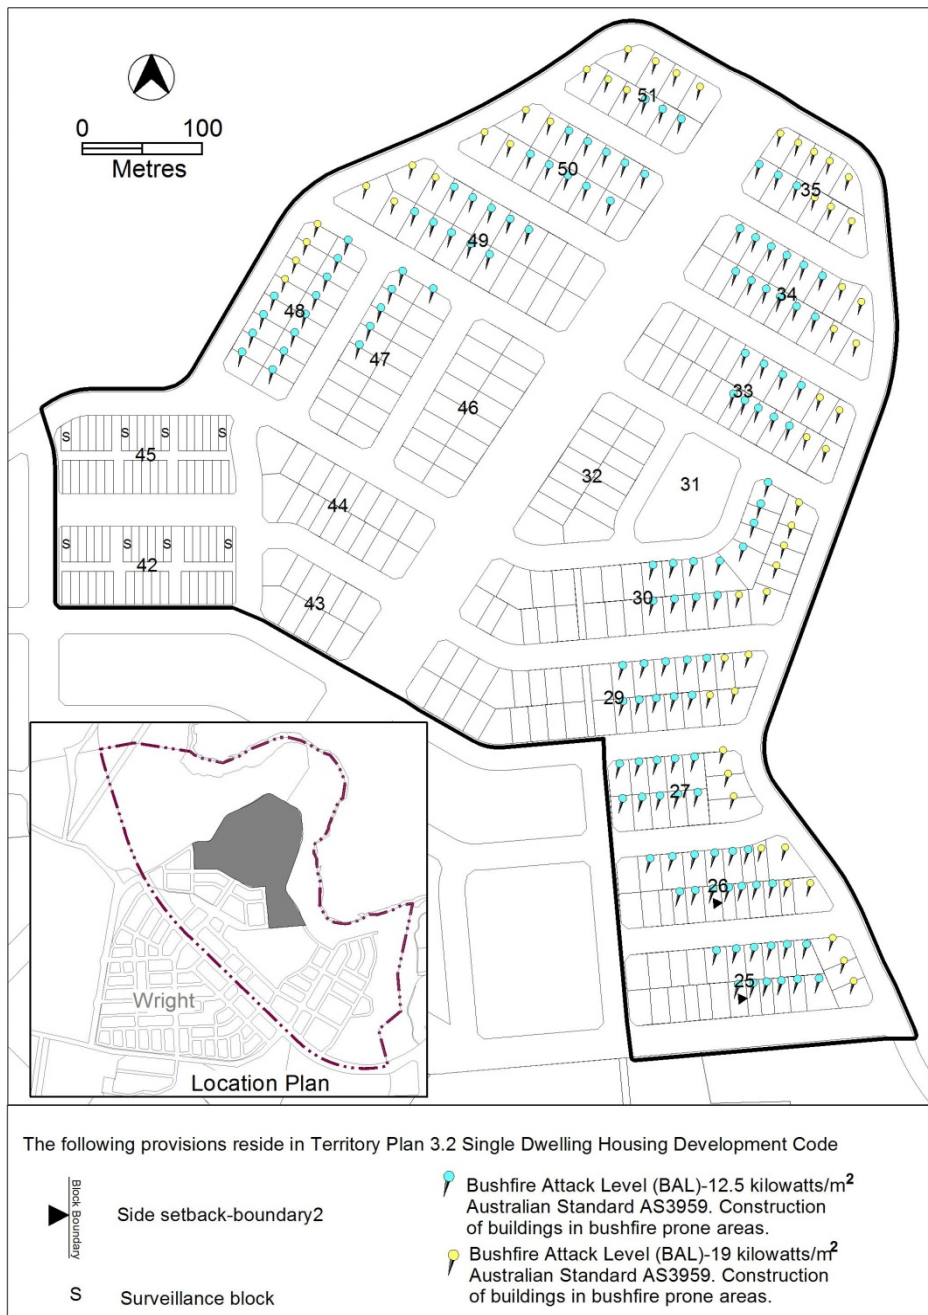 0 100
Metres
51
50
35
49
34
48
47
33
46
45
S S S S
32
31
44
42
S S S S
43
30
29
27
26
25
Wright
Location Plan
The following provisions reside in Territory Plan 3.2 Single Dwelling Housing Development Code
Block Boundary
Side setback-boundary2
S Surveillance block
Bushfire Attack Level (BAL)-12.5 kilowatts/m²
Australian Standard AS3959. Construction
of buildings in bushfire prone areas.
Bushfire Attack Level (BAL)-19 kilowatts/m²
Australian Standard AS3959. Construction
of buildings in bushfire prone areas.